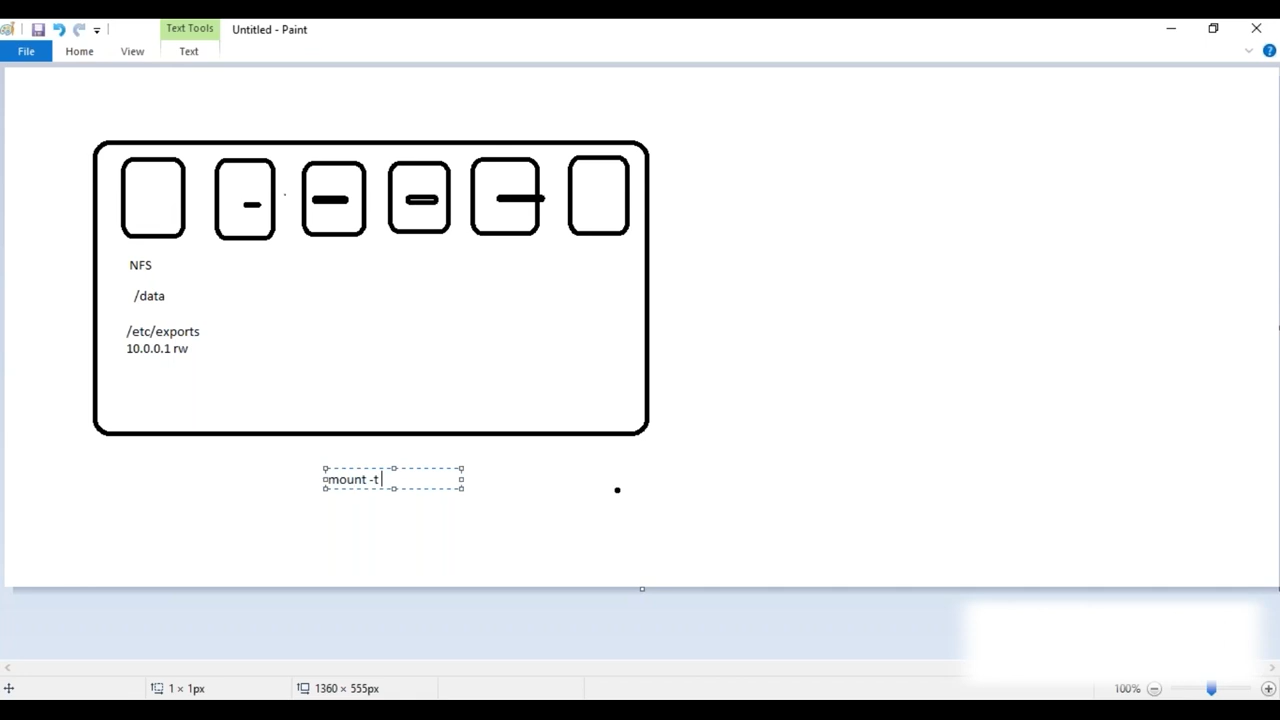 Text Tools
Untitled - Paint
File
Home
View
Text
NFS
/data
/etc/exports
10.0.0.1 rw
mount -t
1 × 1px
1360 × 555px
100%